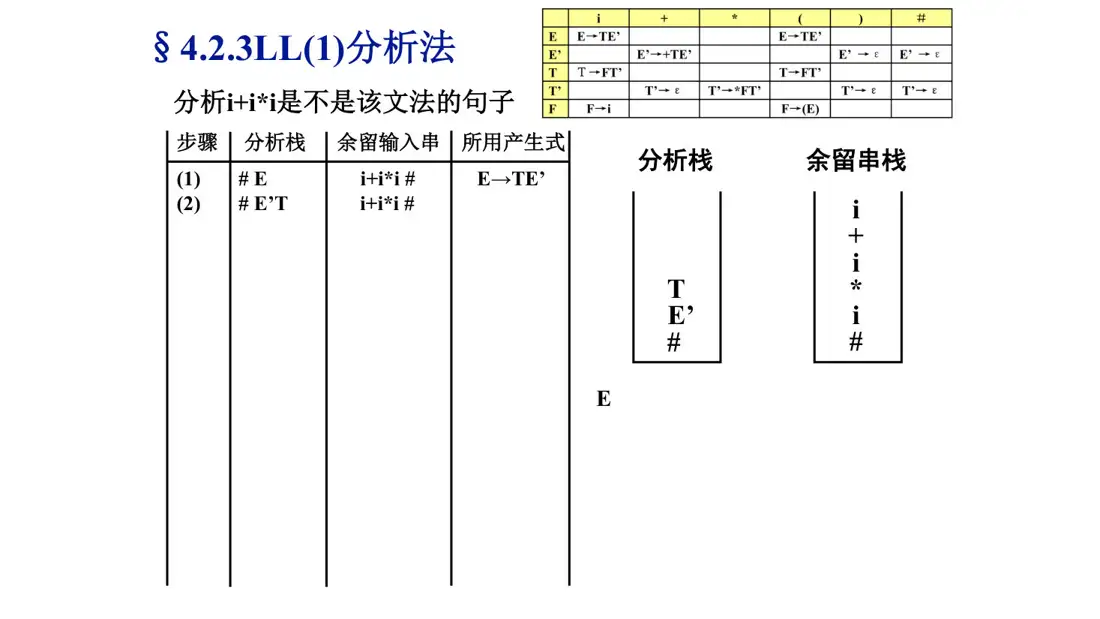 §4.2.3LL(1)分析法
i + * ( ) #
E E→TE’ E→TE’
E’ E’→+TE’ E’ → ε E’ → ε
T T→FT’ T→FT’
T’ T’→ ε T’→*FT’ T’→ ε T’→ ε
F F→i F→(E)
分析i+i*i是不是该文法的句子
步骤 分析栈 余留输入串 所用产生式
(1) # E i+i*i # E→TE’
(2) # E’T i+i*i #
分析栈
T
E’
#
余留串栈
i
+
i
*
i
#
E